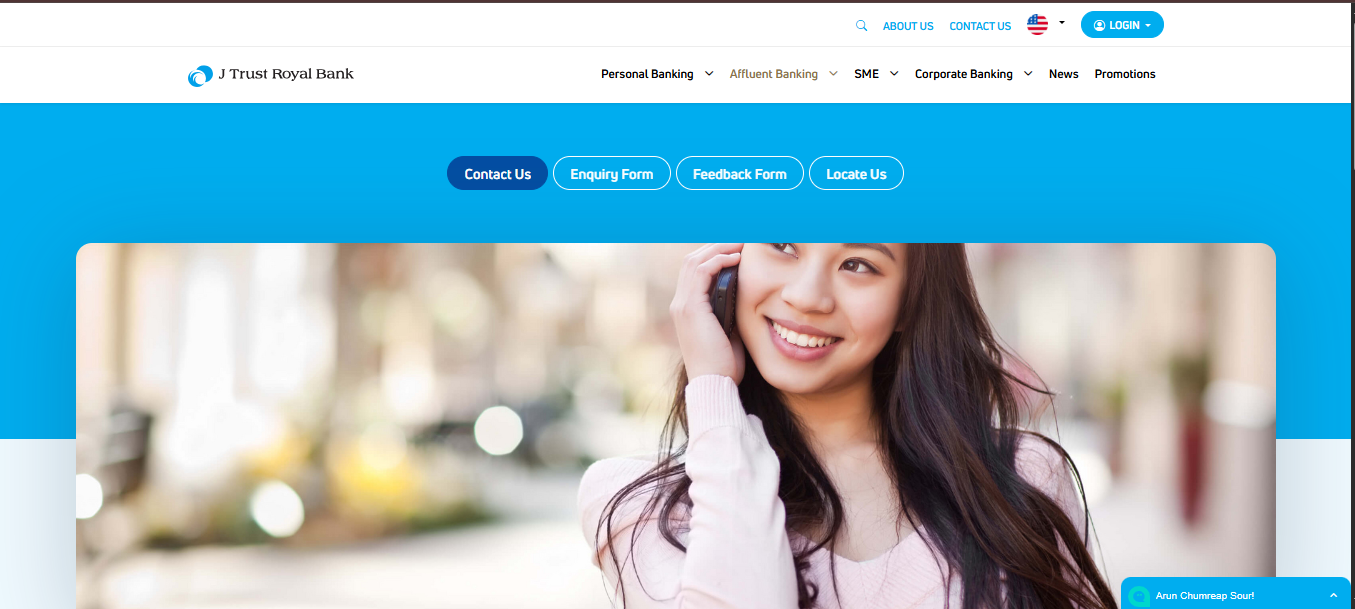 ABOUT US CONTACT US LOGIN
J Trust Royal Bank Personal Banking Affluent Banking SME Corporate Banking News Promotions
Contact Us Enquiry Form Feedback Form Locate Us
Arun Chumreap Sour!